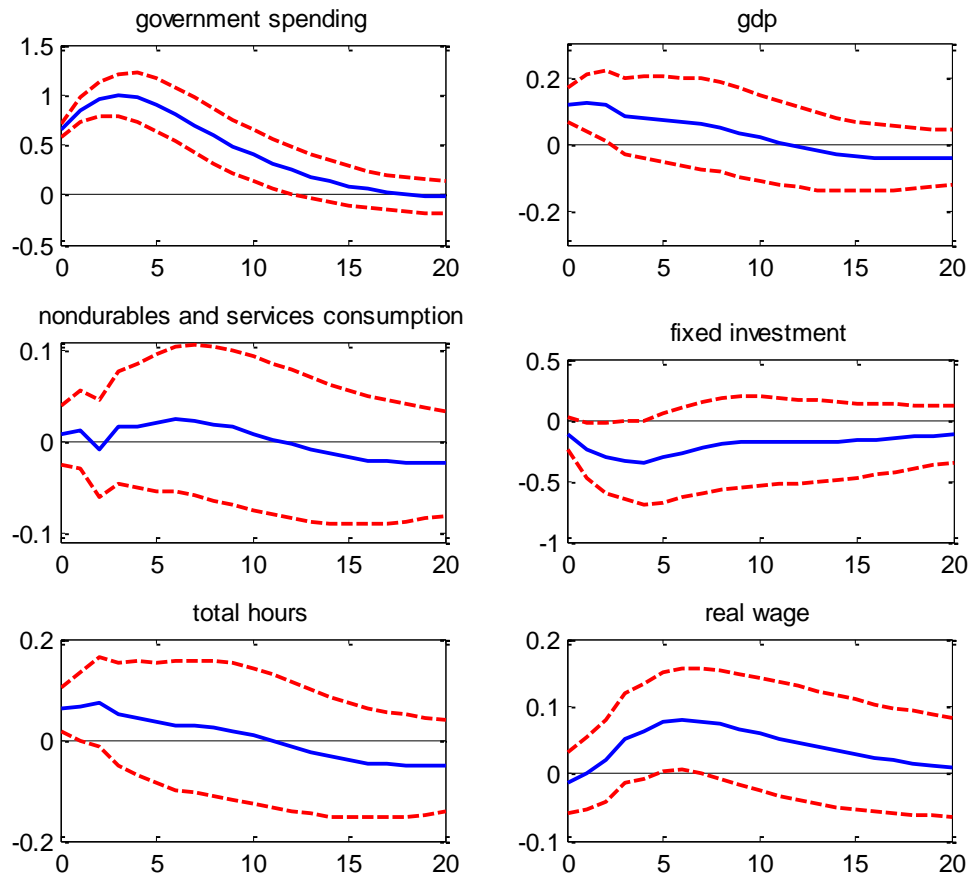 government spending
1.5
1
0.5
0
-0.5
0 5 10 15 20
gdp
0.2
0
-0.2
0 5 10 15 20
nondurables and services consumption
0.1
0
-0.1
0 5 10 15 20
fixed investment
0.5
0
-0.5
-1
0 5 10 15 20
total hours
0.2
0
-0.2
0 5 10 15 20
real wage
0.2
0.1
0
-0.1
0 5 10 15 20